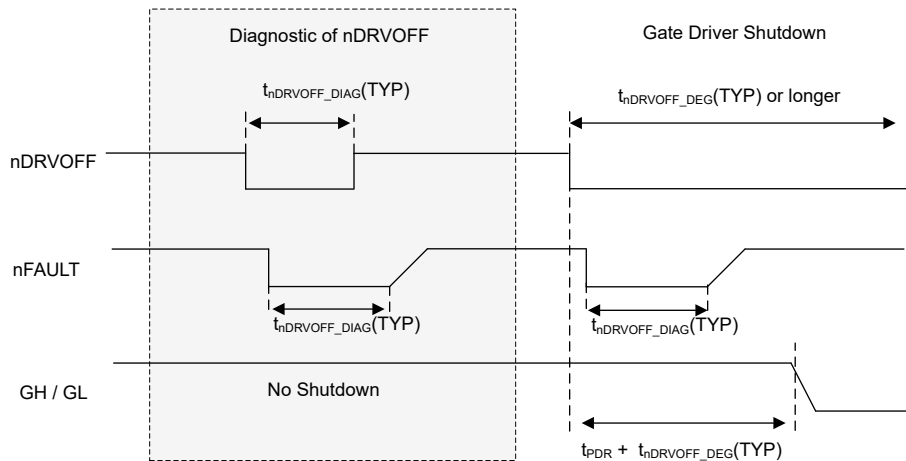 Diagnostic of nDRVOFF
Gate Driver Shutdown
tnDRVOFF_DIAG(TYP)
tnDRVOFF_DEG(TYP) or longer
nDRVOFF
nFAULT
tnDRVOFF_DIAG(TYP)
tnDRVOFF_DIAG(TYP)
GH / GL
No Shutdown
tPDR + tnDRVOFF_DEG(TYP)